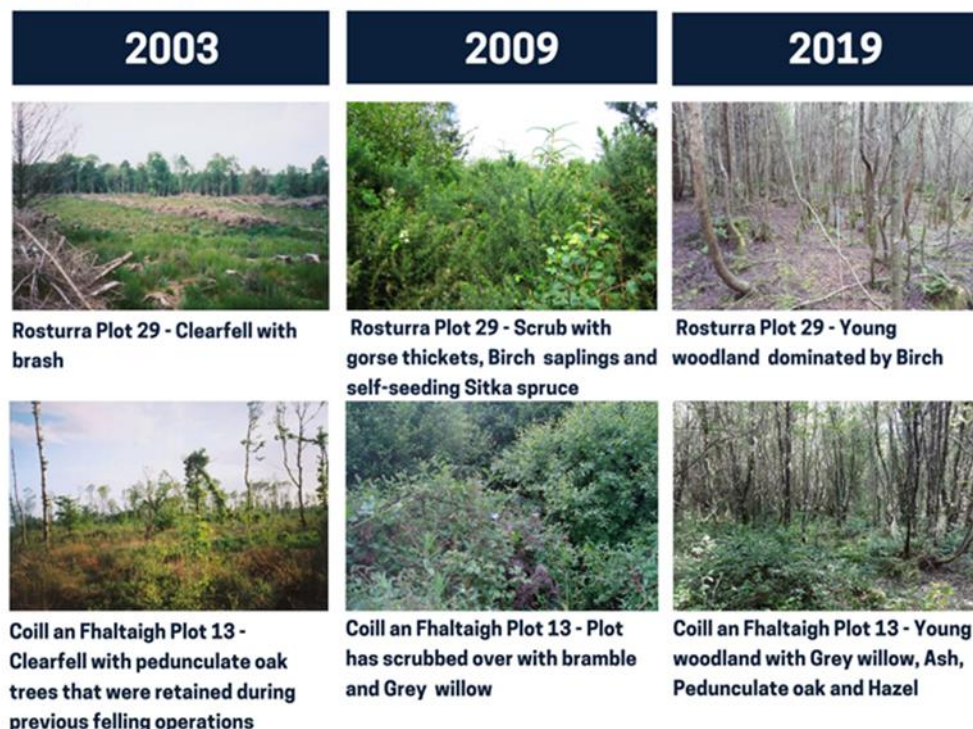 2003
2009
2019
Rosturra Plot 29 - Clearfell with
brash
Rosturra Plot 29 - Scrub with
gorse thickets, Birch saplings and
self-seeding Sitka spruce
Rosturra Plot 29 - Young
woodland dominated by Birch
Coill an Fhaltaigh Plot 13 -
Clearfell with pedunculate oak
trees that were retained during
previous felling operations
Coill an Fhaltaigh Plot 13 - Plot
has scrubbed over with bramble
and Grey willow
Coill an Fhaltaigh Plot 13 - Young
woodland with Grey willow, Ash,
Pedunculate oak and Hazel